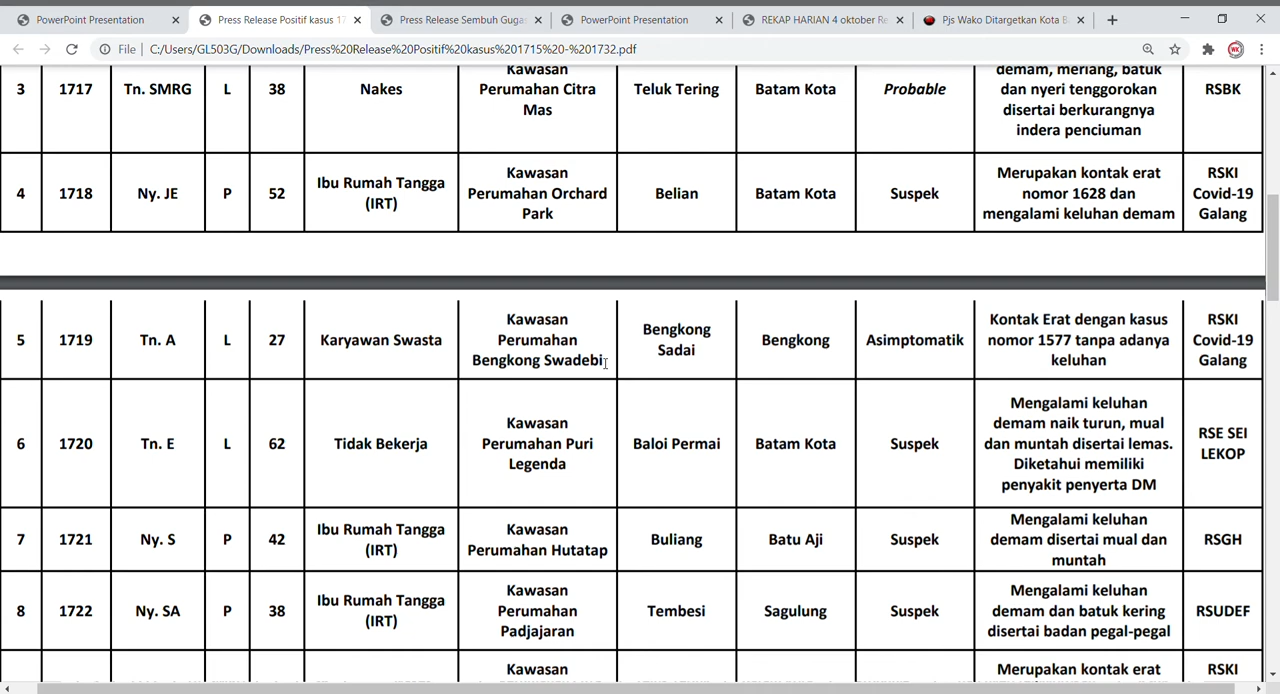 PowerPoint Presentation
Press Release Positif kasus 17
Press Release Sembuh Gugas
PowerPoint Presentation
REKAP HARIAN 4 oktober Re
Pjs Wako Ditargetkan Kota B
File
C:/Users/GL503G/Downloads/Press%20Release%20Positif%20kasus%201715%20-%201732.pdf
WK
3
1717
Tn. SMRG
L
38
Nakes
Kawasan
Perumahan Citra
Mas
Teluk Tering
Batam Kota
Probable
demam, meriang, batuk
dan nyeri tenggorokan
disertai berkurangnya
indera penciuman
RSBK
4
1718
Ny. JE
P
52
Ibu Rumah Tangga
(IRT)
Kawasan
Perumahan Orchard
Park
Belian
Batam Kota
Suspek
Merupakan kontak erat
nomor 1628 dan
mengalami keluhan demam
RSKI
Covid-19
Galang
5
1719
Tn. A
L
27
Karyawan Swasta
Kawasan
Perumahan
Bengkong Swadebi
Bengkong
Sadai
Bengkong
Asimptomatik
Kontak Erat dengan kasus
nomor 1577 tanpa adanya
keluhan
RSKI
Covid-19
Galang
6
1720
Tn. E
L
62
Tidak Bekerja
Kawasan
Perumahan Puri
Legenda
Baloi Permai
Batam Kota
Suspek
Mengalami keluhan
demam naik turun, mual
dan muntah disertai lemas.
Diketahui memiliki
penyakit penyerta DM
RSE SEI
LEKOP
7
1721
Ny. S
P
42
Ibu Rumah Tangga
(IRT)
Kawasan
Perumahan Hutatap
Buliang
Batu Aji
Suspek
Mengalami keluhan
demam disertai mual dan
muntah
RSGH
8
1722
Ny. SA
P
38
Ibu Rumah Tangga
(IRT)
Kawasan
Perumahan
Padjajaran
Tembesi
Sagulung
Suspek
Mengalami keluhan
demam dan batuk kering
disertai badan pegal-pegal
RSUDEF
Kawasan
Merupakan kontak erat
RSKI